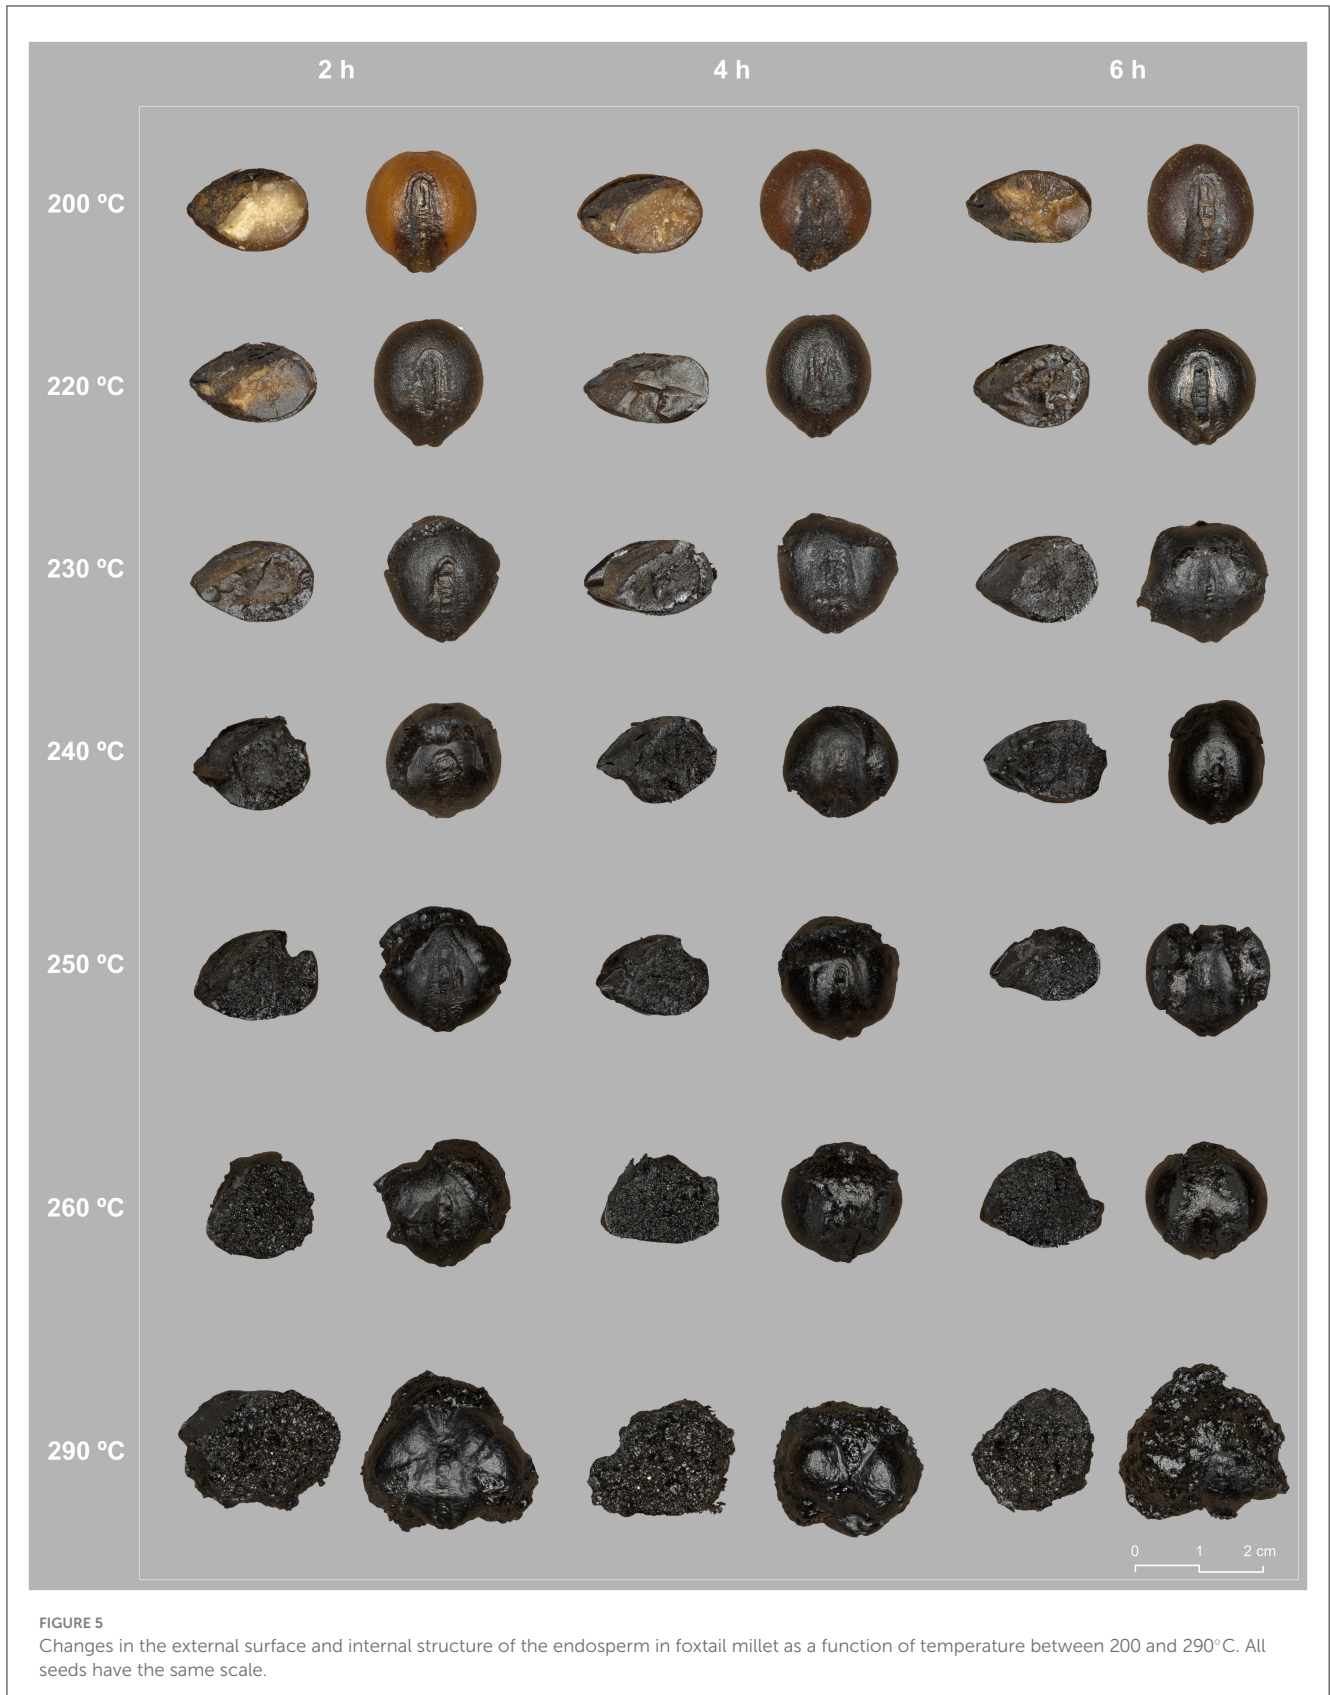 2 h 4 h 6 h
200 ºC
220 ºC
230 ºC
240 ºC
250 ºC
260 ºC
290 ºC
0 1 2 cm
FIGURE 5
Changes in the external surface and internal structure of the endosperm in foxtail millet as a function of temperature between 200 and 290°C. All
seeds have the same scale.